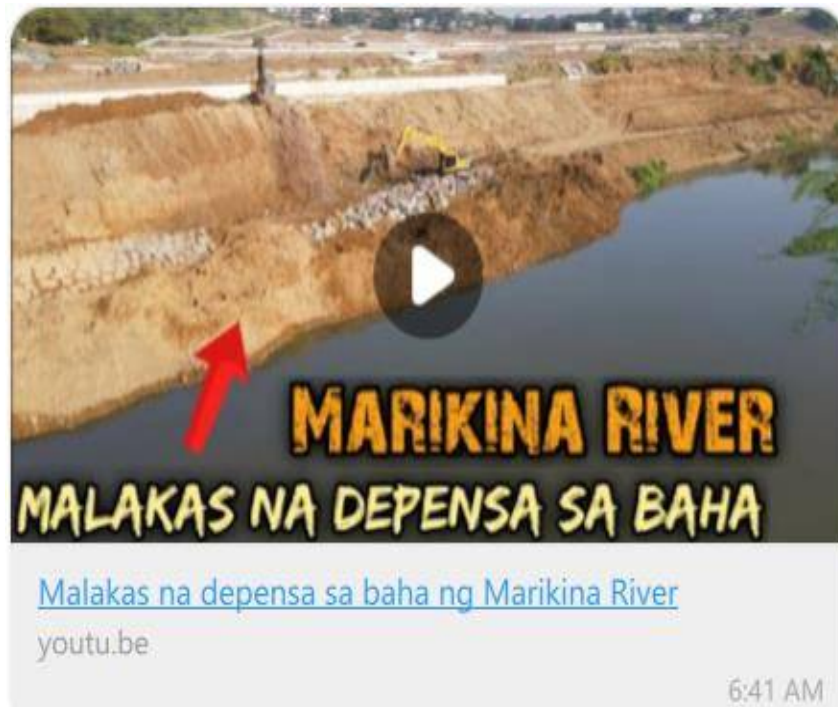 MARIKINA RIVER
MALAKAS NA DEPENSA SA BAHA
Malakas na depensa sa baha ng Marikina River
youtu.be
6:41 AM